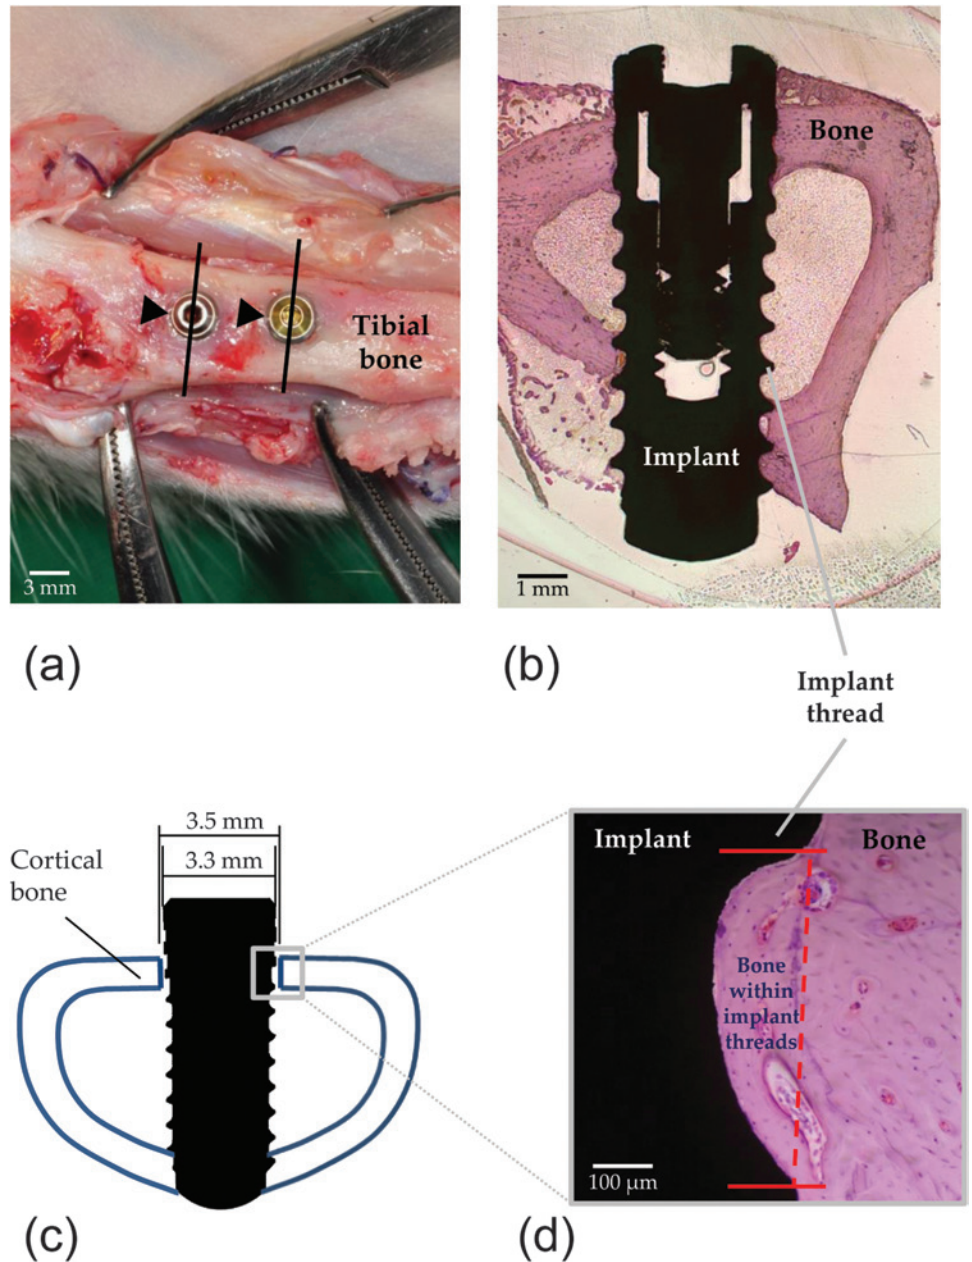 Tibial
bone
3 mm
(a)
Bone
Implant
1 mm
(b)
Implant
thread
3.5 mm
3.3 mm
Cortical
bone
(c)
Implant
Bone
Bone
within
implant
threads
100 µm
(d)